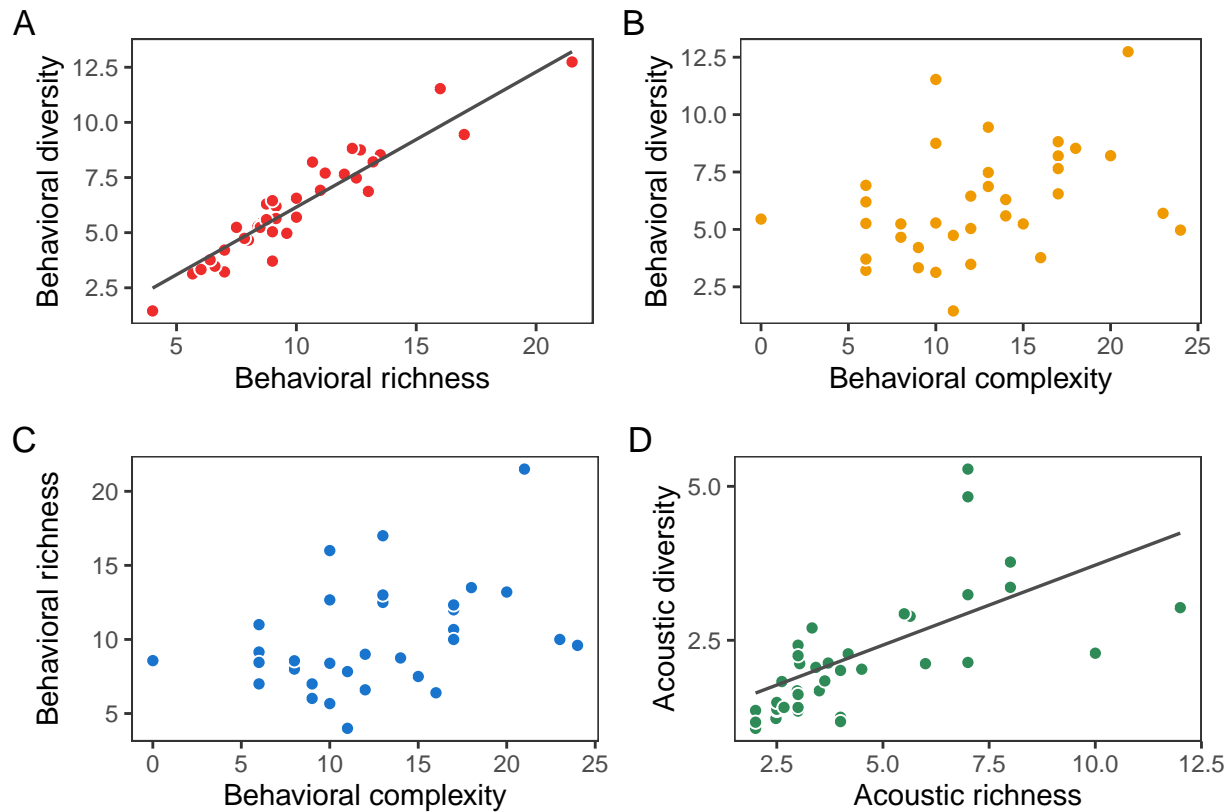 A
Behavioral diversity
12.5
10.0
7.5
5.0
2.5
5 10 15 20
Behavioral richness
B
Behavioral diversity
12.5
10.0
7.5
5.0
2.5
0 5 10 15 20 25
Behavioral complexity
C
Behavioral richness
20
15
10
5
0 5 10 15 20 25
Behavioral complexity
D
Acoustic diversity
5.0
2.5
2.5 5.0 7.5 10.0 12.5
Acoustic richness